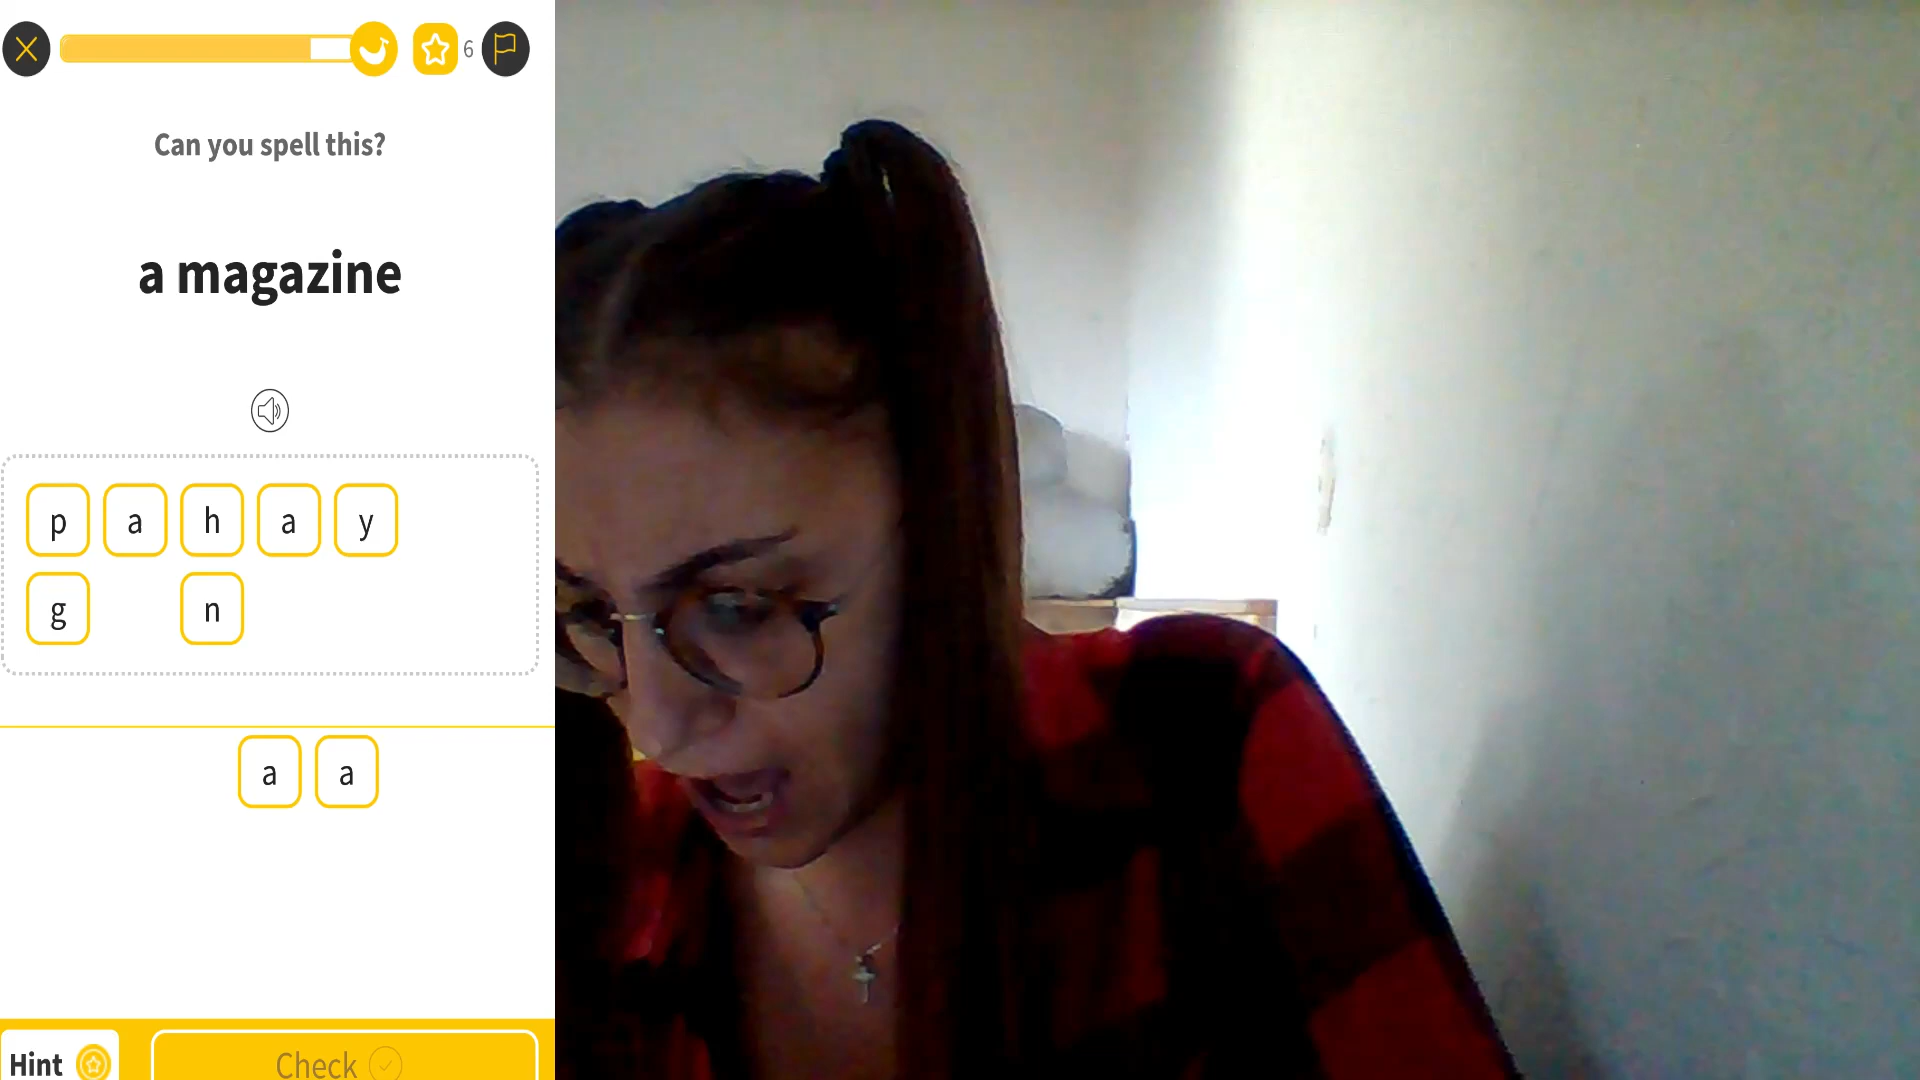 6
Can you spell this?
a magazine
p a h a y
g n
a a
Hint
Check